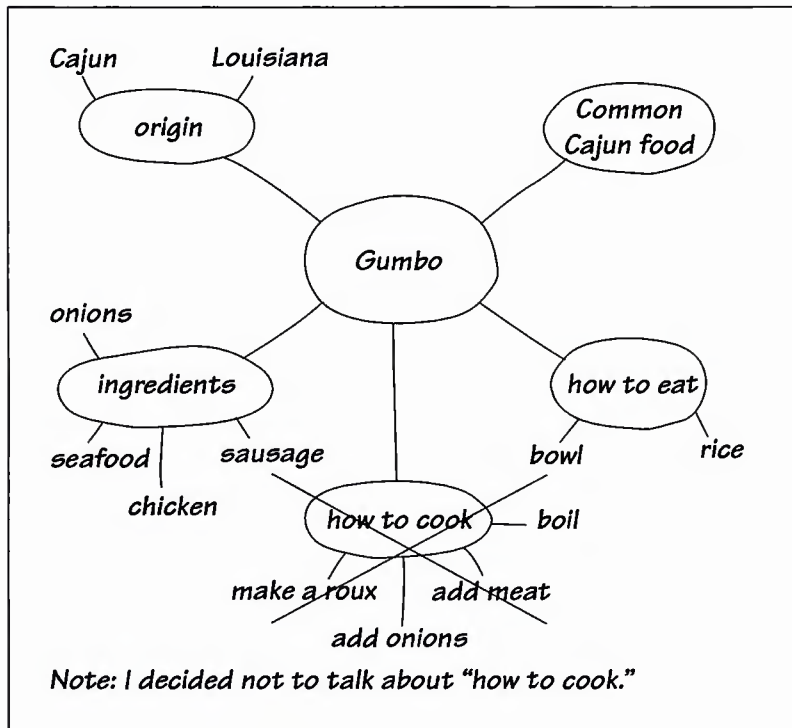 Cajun
Louisiana
origin
Common
Cajun food
Gumbo
onions
ingredients
how to eat
seafood
sausage
bowl
rice
chicken
how to cook
boil
make a roux
add meat
add onions
Note: I decided not to talk about “how to cook.”